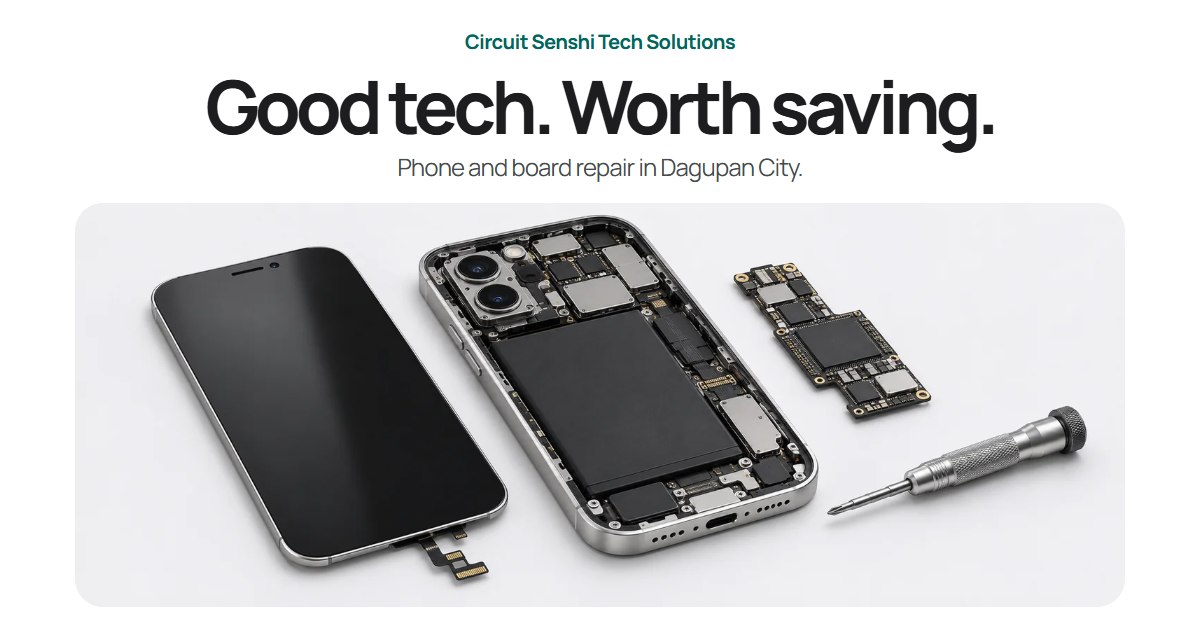 Circuit Senshi Tech Solutions
Good tech. Worth saving.
Phone and board repair in Dagupan City.